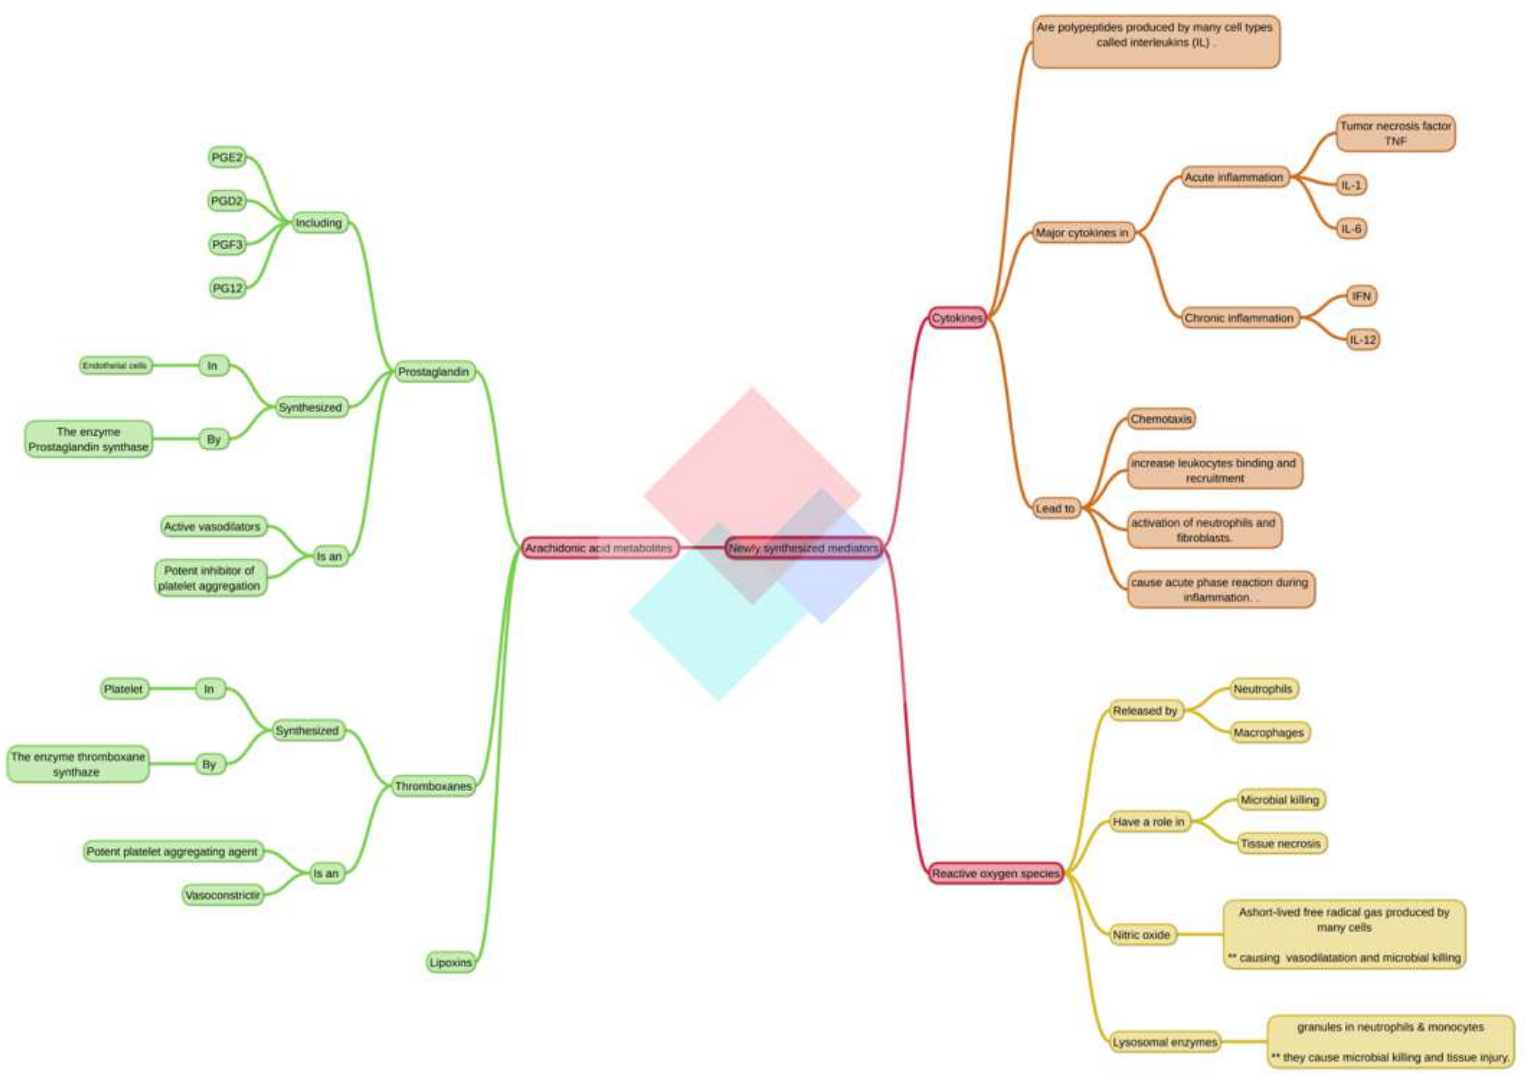 Newly synthesized mediators
Arachidonic acid metabolites
Prostaglandin
Including
PGE2
PGD2
PGF3
PG12
Synthesized
In
Endothelial cells
By
The enzyme
Prostaglandin synthase
Is an
Active vasodilators
Potent inhibitor of
platelet aggregation
Thromboxanes
Synthesized
In
Platelet
By
The enzyme thromboxane
synthaze
Is an
Potent platelet aggregating agent
Vasoconstrictir
Lipoxins
Cytokines
Are polypeptides produced by many cell types
called interleukins (IL) .
Major cytokines in
Acute inflammation
Tumor necrosis factor
TNF
IL-1
IL-6
Chronic inflammation
IFN
IL-12
Lead to
Chemotaxis
increase leukocytes binding and
recruitment
activation of neutrophils and
fibroblasts.
cause acute phase reaction during
inflammation. .
Reactive oxygen species
Released by
Neutrophils
Macrophages
Have a role in
Microbial killing
Tissue necrosis
Nitric oxide
Ashort-lived free radical gas produced by
many cells
** causing vasodilatation and microbial killing
Lysosomal enzymes
granules in neutrophils & monocytes
** they cause microbial killing and tissue injury.